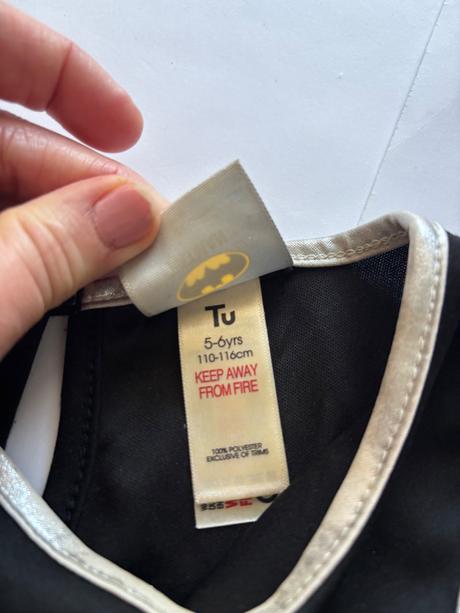 Tu
5-6yrs
110-116cm
KEEP AWAY
FROM FIRE
100% POLYESTER
EXCLUSIVE OF TRIMS